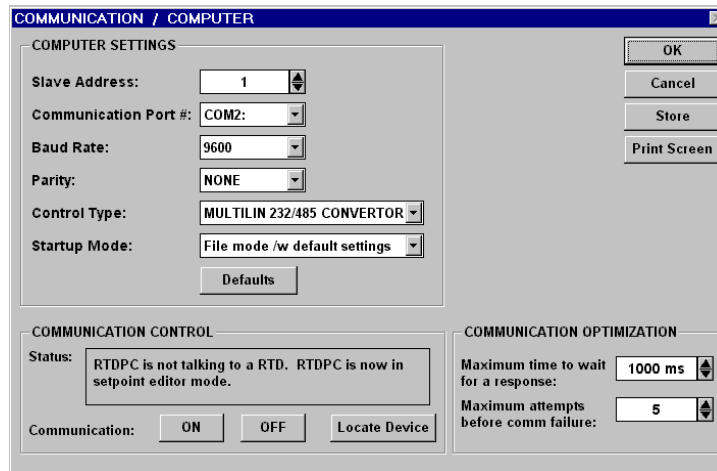 COMMUNICATION / COMPUTER
COMPUTER SETTINGS
Slave Address: 1
Communication Port #: COM2:
Baud Rate: 9600
Parity: NONE
Control Type: MULTILIN 232/485 CONVERTOR
Startup Mode: File mode /w default settings
Defaults
OK
Cancel
Store
Print Screen
COMMUNICATION CONTROL
Status: RTDPC is not talking to a RTD. RTDPC is now in
setpoint editor mode.
Communication: ON OFF Locate Device
COMMUNICATION OPTIMIZATION
Maximum time to wait
for a response: 1000 ms
Maximum attempts
before comm failure: 5